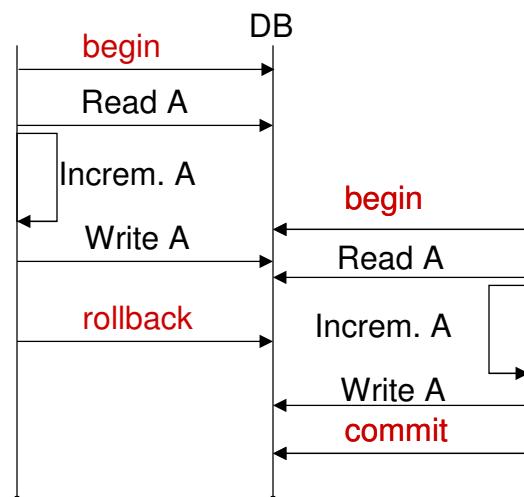 DB
begin
Read A
Increm. A
begin
Write A
Read A
rollback
Increm. A
Write A
commit